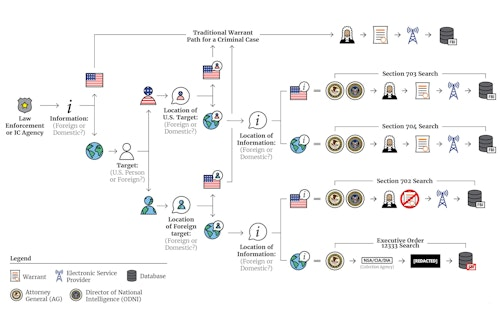 Traditional Warrant
Path for a Criminal Case
FBI
Law
Enforcement
or IC Agency
i
Information:
(Foreign or
Domestic?)
Target:
(U.S. Person
or Foreign?)
Location of
U.S. Target:
(Foreign or
Domestic?)
Location of
Foreign
target:
(Foreign or
Domestic?)
i
Location of
Information:
(Foreign or
Domestic?)
i
Location of
Information:
(Foreign or
Domestic?)
Section 703 Search
Section 704 Search
Section 702 Search
Executive Order
12333 Search
NSA/CIA/DIA
(Collection Agency)
[REDACTED]
Legend
Warrant
Electronic Service
Provider
Database
Attorney
General (AG)
Director of National
Intelligence (ODNI)